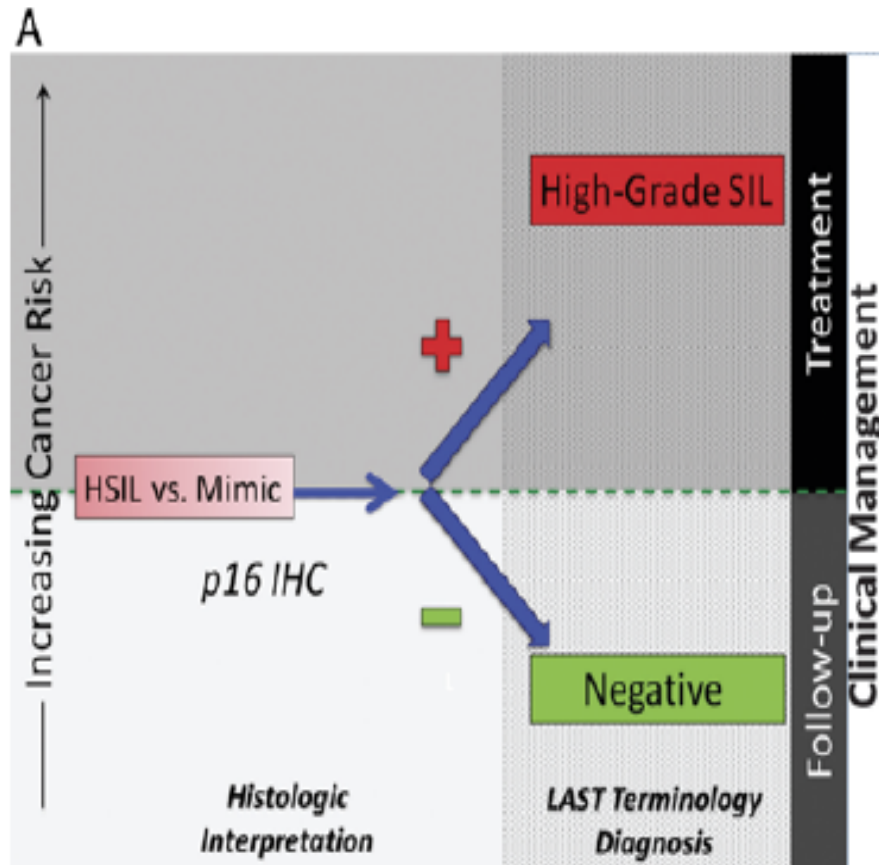 A
Increasing Cancer Risk
High-Grade SIL
HSIL vs. Mimic
p16 IHC
Negative
Histologic
Interpretation
LAST Terminology
Diagnosis
Treatment
Follow-up
Clinical Management